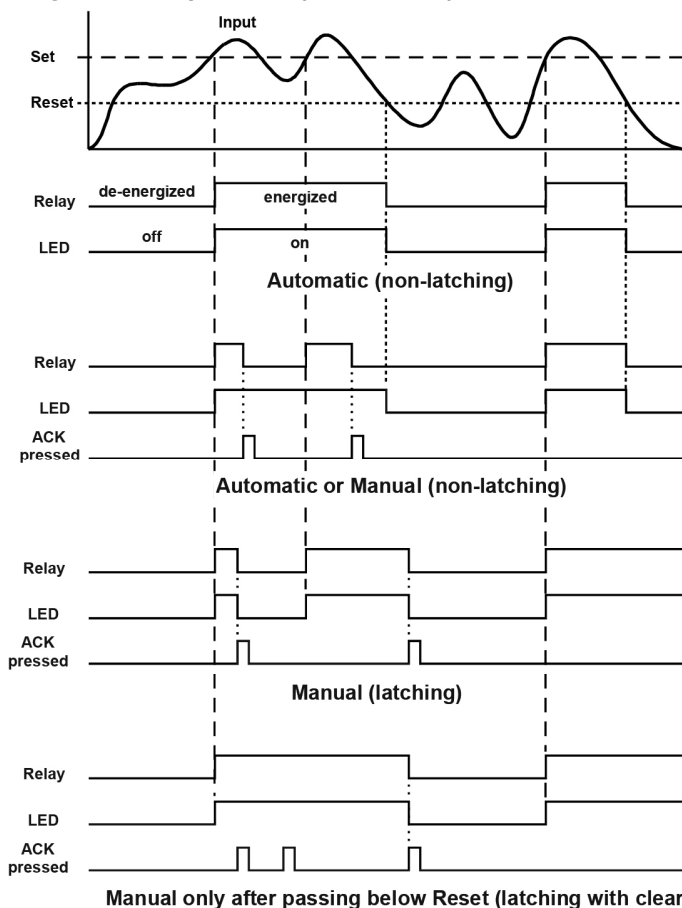 Input
Set
Reset
de-energized
energized
Relay
off
on
LED
Automatic (non-latching)
Relay
LED
ACK
pressed
Automatic or Manual (non-latching)
Relay
LED
ACK
pressed
Manual (latching)
Relay
LED
ACK
pressed
Manual only after passing below Reset (latching with clear